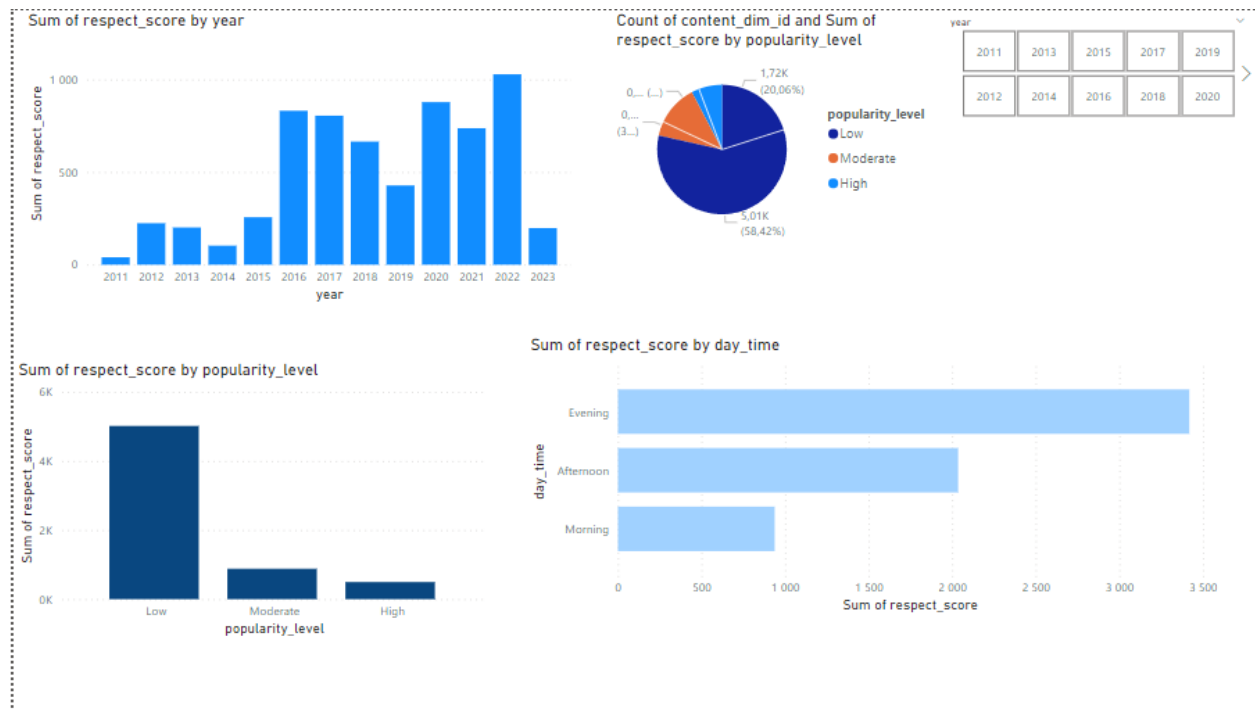 Sum of respect_score by year
Sum of respect_score
1 000
500
0
2011 2012 2013 2014 2015 2016 2017 2018 2019 2020 2021 2022 2023
year
Count of content_dim_id and Sum of
respect_score by popularity_level
1,72K
(20,06%)
0,... (...)
0,...
(3...)
5,01K
(58,42%)
popularity_level
Low
Moderate
High
year
2011 2013 2015 2017 2019
2012 2014 2016 2018 2020
Sum of respect_score by popularity_level
Sum of respect_score
6K
4K
2K
0K
Low Moderate High
popularity_level
Sum of respect_score by day_time
day_time
Evening
Afternoon
Morning
0 500 1 000 1 500 2 000 2 500 3 000 3 500
Sum of respect_score